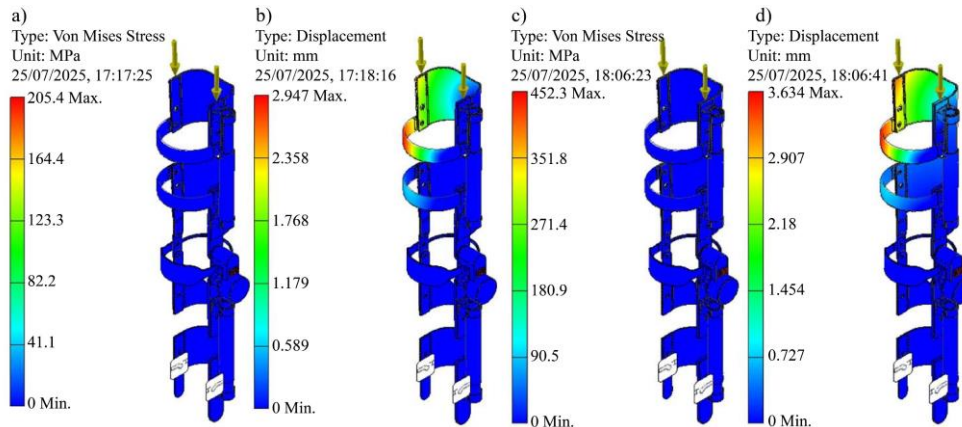 a)
Type: Von Mises Stress
Unit: MPa
25/07/2025, 17:17:25
205.4 Max.
164.4
123.3
82.2
41.1
0 Min.
b)
Type: Displacement
Unit: mm
25/07/2025, 17:18:16
2.947 Max.
2.358
1.768
1.179
0.589
0 Min.
c)
Type: Von Mises Stress
Unit: MPa
25/07/2025, 18:06:23
452.3 Max.
351.8
271.4
180.9
90.5
0 Min.
d)
Type: Displacement
Unit: mm
25/07/2025, 18:06:41
3.634 Max.
2.907
2.18
1.454
0.727
0 Min.